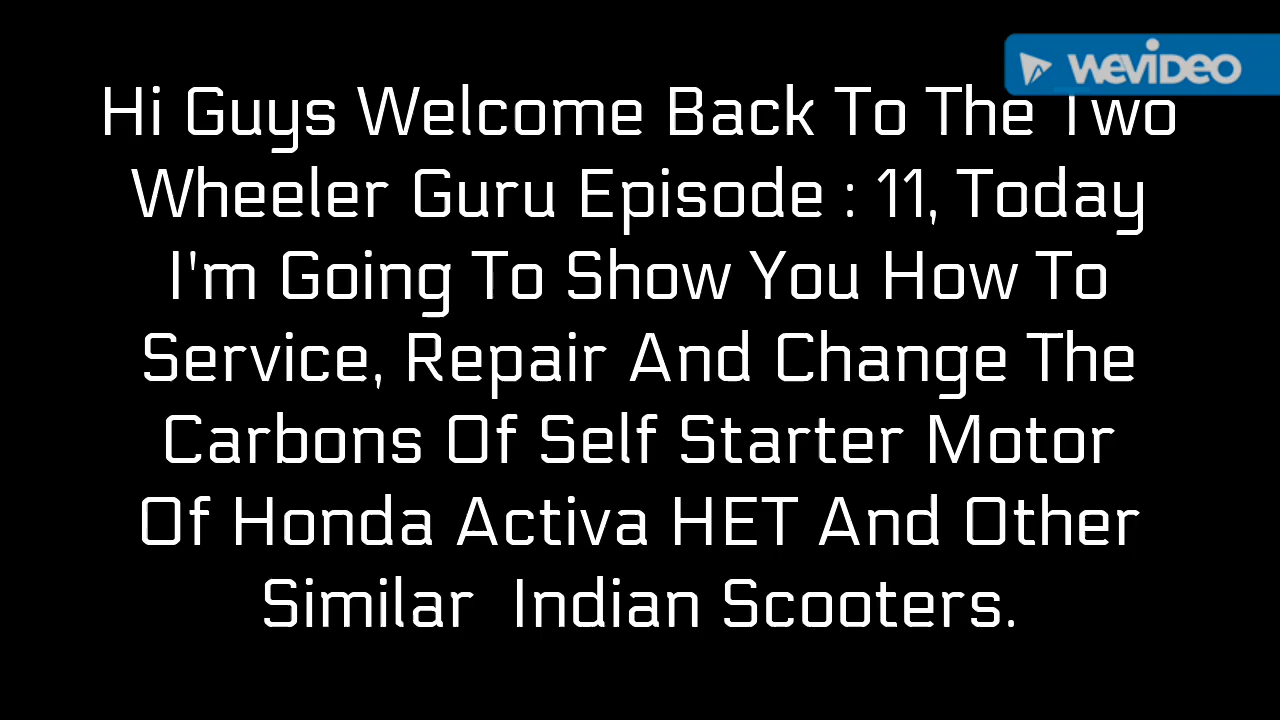 WEVIDEO
Hi Guys Welcome Back To The Two
Wheeler Guru Episode : 11, Today
I'm Going To Show You How To
Service, Repair And Change The
Carbons Of Self Starter Motor
Of Honda Activa HET And Other
Similar  Indian Scooters.